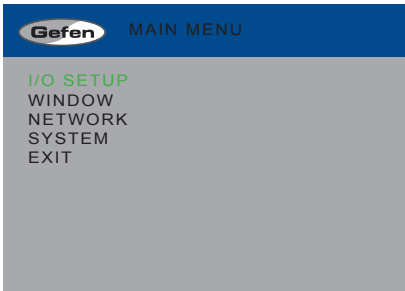 Gefen MAIN MENU
I/O SETUP
WINDOW
NETWORK
SYSTEM
EXIT